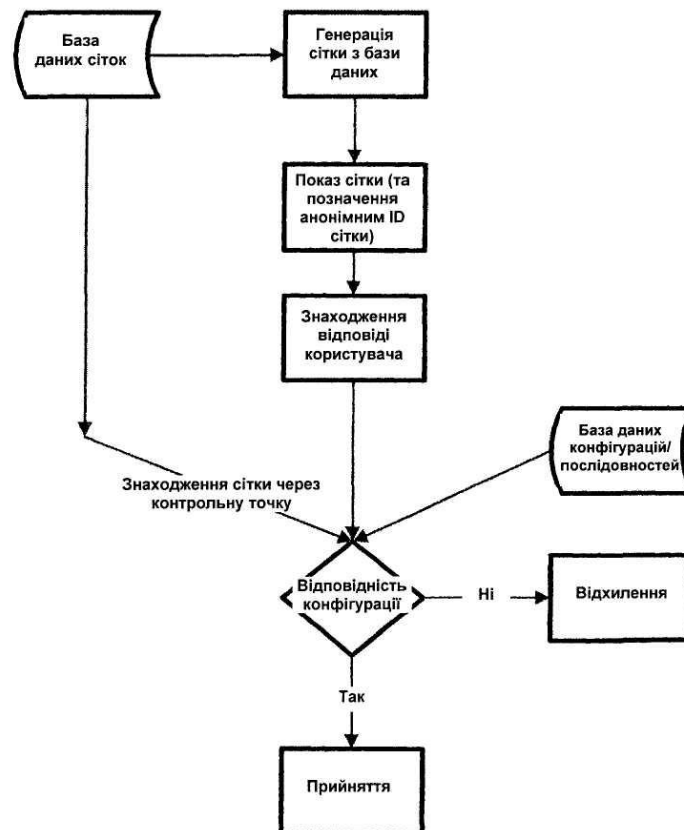 База
даних сіток
Генерація
сітки з бази
даних
Показ сітки (та
позначення
анонімним ID
сітки)
Знаходження
відповіді
користувача
База даних
конфігурацій/
послідовностей
Знаходження сітки через
контрольну точку
Відповідність
конфігурації
Ні
Відхилення
Так
Прийняття